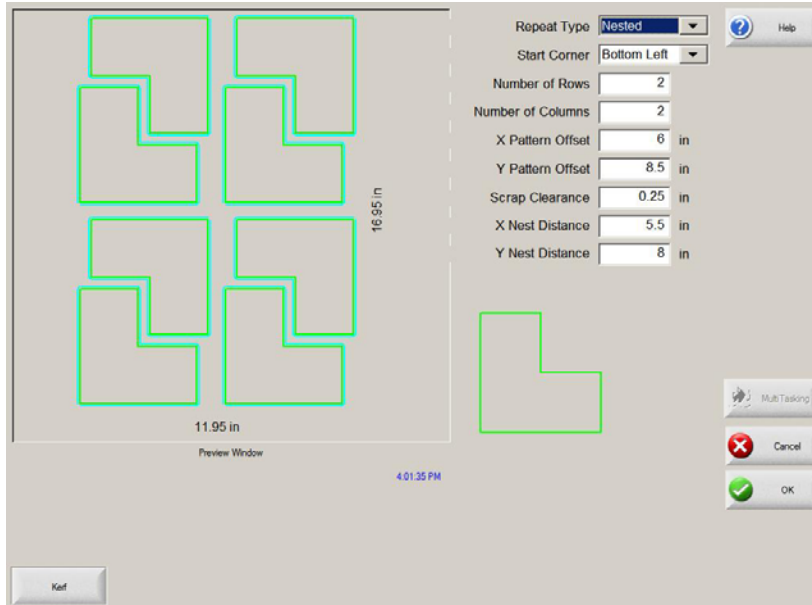 Repeat Type Nested
Help
Start Corner Bottom Left
Number of Rows 2
Number of Columns 2
X Pattern Offset 6 in
Y Pattern Offset 8.5 in
Scrap Clearance 0.25 in
X Nest Distance 5.5 in
Y Nest Distance 8 in
16.95 in
11.95 in
Preview Window
4:01:35 PM
Multi Tasking
Cancel
OK
Kerf